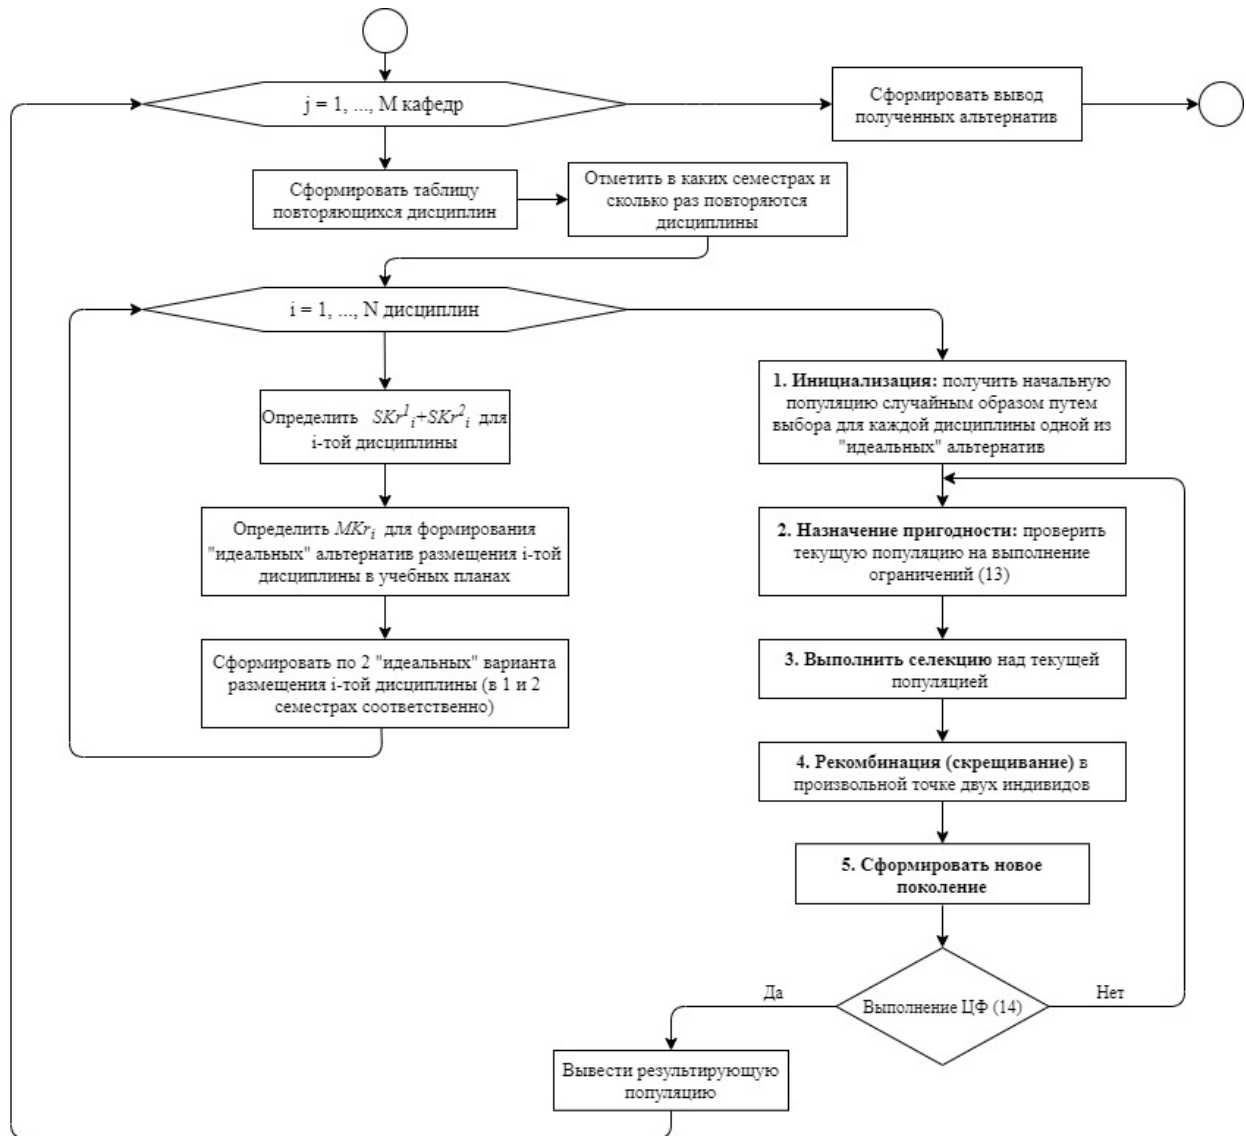 j = 1, ..., M кафедр
Сформировать вывод
полученных альтернатив
Сформировать таблицу
повторяющихся дисциплин
Отметить в каких семестрах и
сколько раз повторяются
дисциплины
i = 1, ..., N дисциплин
Определить SKr¹ᵢ+SKr²ᵢ для
i-той дисциплины
Определить MKrᵢ для формирования
"идеальных" альтернатив размещения i-той
дисциплины в учебных планах
Сформировать по 2 "идеальных" варианта
размещения i-той дисциплины (в 1 и 2
семестрах соответственно)
1. Инициализация: получить начальную
популяцию случайным образом путем
выбора для каждой дисциплины одной из
"идеальных" альтернатив
2. Назначение пригодности: проверить
текущую популяцию на выполнение
ограничений (13)
3. Выполнить селекцию над текущей
популяцией
4. Рекомбинация (скрещивание) в
произвольной точке двух индивидов
5. Сформировать новое
поколение
Да
Выполнение ЦФ (14)
Нет
Вывести результирующую
популяцию